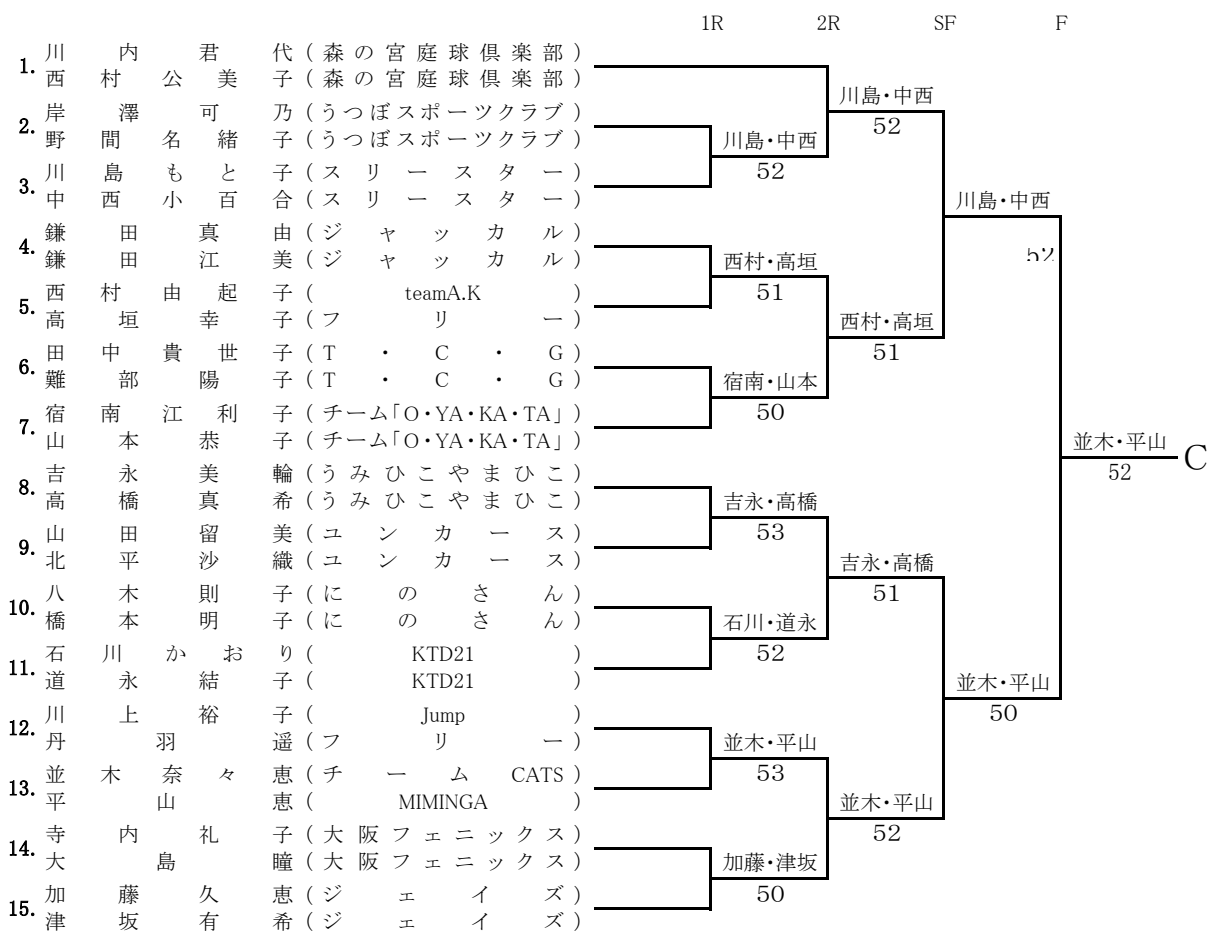 1R 2R SF F
1. 川内君代(森の宮庭球倶楽部)
西村公美子(森の宮庭球倶楽部)
2. 岸澤可乃(うつぼスポーツクラブ)
野間名緒子(うつぼスポーツクラブ)
3. 川島もと子(スリースター)
中西小百合(スリースター)
4. 鎌田真由(ジャッカル)
鎌田江美(ジャッカル)
5. 西村由起子(teamA.K)
高垣幸子(フリー)
6. 田中貴世子(T・C・G)
難部陽子(T・C・G)
7. 宿南江利子(チーム「O・YA・KA・TA」)
山本恭子(チーム「O・YA・KA・TA」)
8. 吉永美輪(うみひこやまひこ)
高橋真希(うみひこやまひこ)
9. 山田留美(ユンカース)
北平沙織(ユンカース)
10. 八木則子(にのさん)
橋本明子(にのさん)
11. 石川かおり(KTD21)
道永結子(KTD21)
12. 川上裕子(Jump)
丹羽遥(フリー)
13. 並木奈々恵(チームCATS)
平山恵(MIMINGA)
14. 寺内礼子(大阪フェニックス)
大島瞳(大阪フェニックス)
15. 加藤久恵(ジェイズ)
津坂有希(ジェイズ)
川島・中西
52
西村・高垣
51
宿南・山本
50
吉永・高橋
53
石川・道永
52
並木・平山
53
加藤・津坂
50
川島・中西
52
西村・高垣
51
吉永・高橋
51
並木・平山
52
川島・中西
52
並木・平山
50
並木・平山
52
C